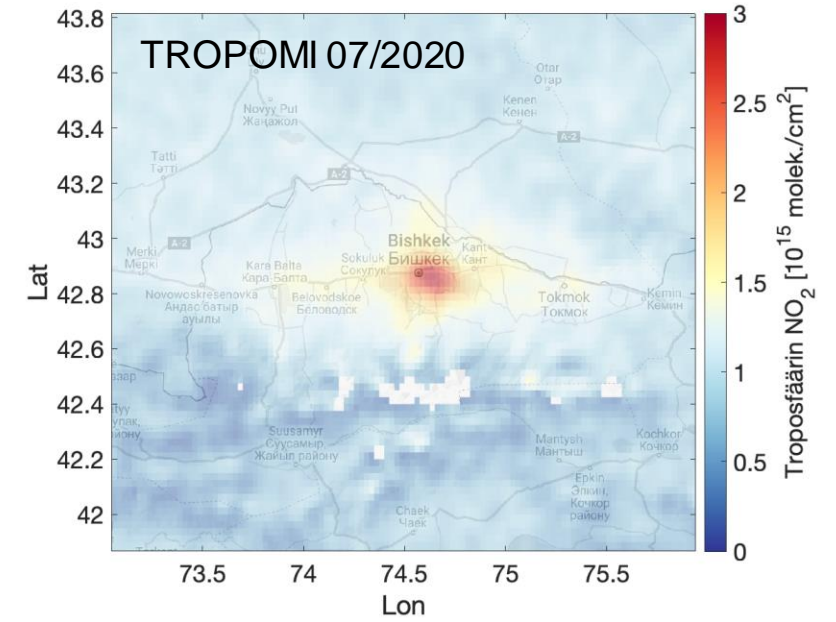 TROPOMI 07/2020
43.8
43.6
43.4
43.2
43
42.8
42.6
42.4
42.2
42
Lat
73.5
74
74.5
75
75.5
Lon
3
2.5
2
1.5
1
0.5
0
Troposfäärin NO2 [10^15 molek./cm^2]
Otar
Отар
Novyy Put
Жаңажол
Kenen
Кенен
A-2
Tatti
Тәтті
A-2
A-2
Bishkek
Бишкек
Merki
Меркі
Kara Balta
Кара-Балта
Sokuluk
Сокулук
Kant
Кант
Novowoskresenovka
Андас батыр
ауылы
Belovodskoe
Беловодск
Tokmok
Токмок
Kemin
Кемин
Suusamyr
Суусамыр,
Жайыл району
Mantysh
Мантыш
Kochkor
Кочкор
Epkin
Эпкин,
Кочкор
району
Chaek
Чаек